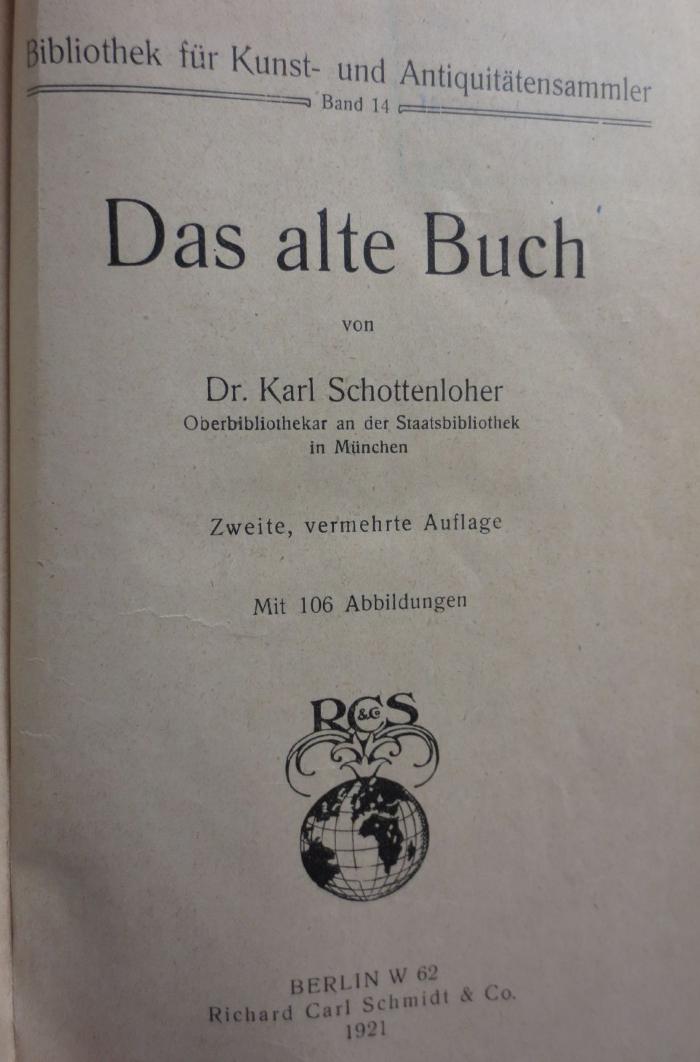 Bibliothek für Kunst- und Antiquitätensammler
Band 14
Das alte Buch
von
Dr. Karl Schottenloher
Oberbibliothekar an der Staatsbibliothek
in München
Zweite, vermehrte Auflage
Mit 106 Abbildungen
RCS
&Co
BERLIN W 62
Richard Carl Schmidt & Co.
1921